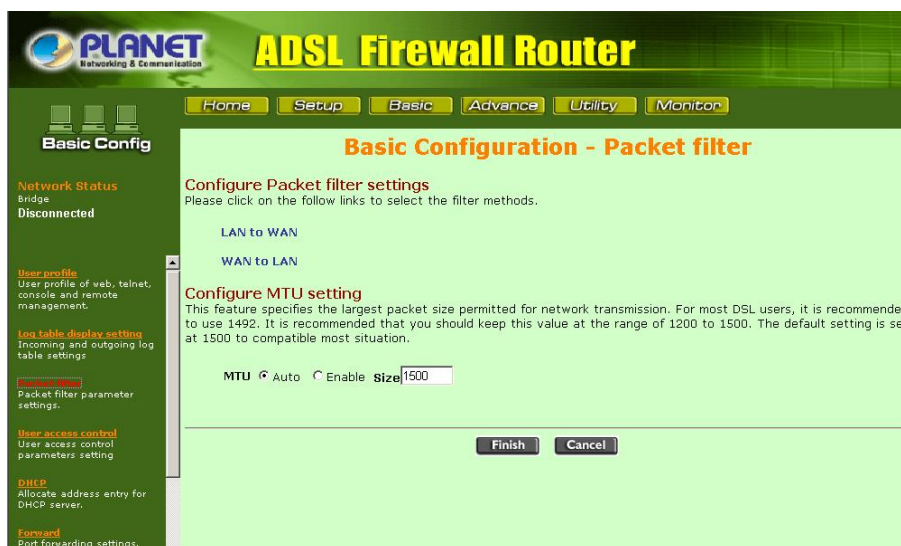 PLANET
Networking & Communication
ADSL Firewall Router
Home Setup Basic Advance Utility Monitor
Basic Config
Basic Configuration - Packet filter
Network Status
Bridge
Disconnected
Configure Packet filter settings
Please click on the follow links to select the filter methods.
LAN to WAN
WAN to LAN
User profile
User profile of web, telnet,
console and remote
management.
Log table display setting
Incoming and outgoing log
table settings
Packet filter
Packet filter parameter
settings.
User access control
User access control
parameters setting
DHCP
Allocate address entry for
DHCP server.
Forward
Port forwarding settings.
Configure MTU setting
This feature specifies the largest packet size permitted for network transmission. For most DSL users, it is recommende
to use 1492. It is recommended that you should keep this value at the range of 1200 to 1500. The default setting is se
at 1500 to compatible most situation.
MTU Auto Enable Size 1500
Finish Cancel